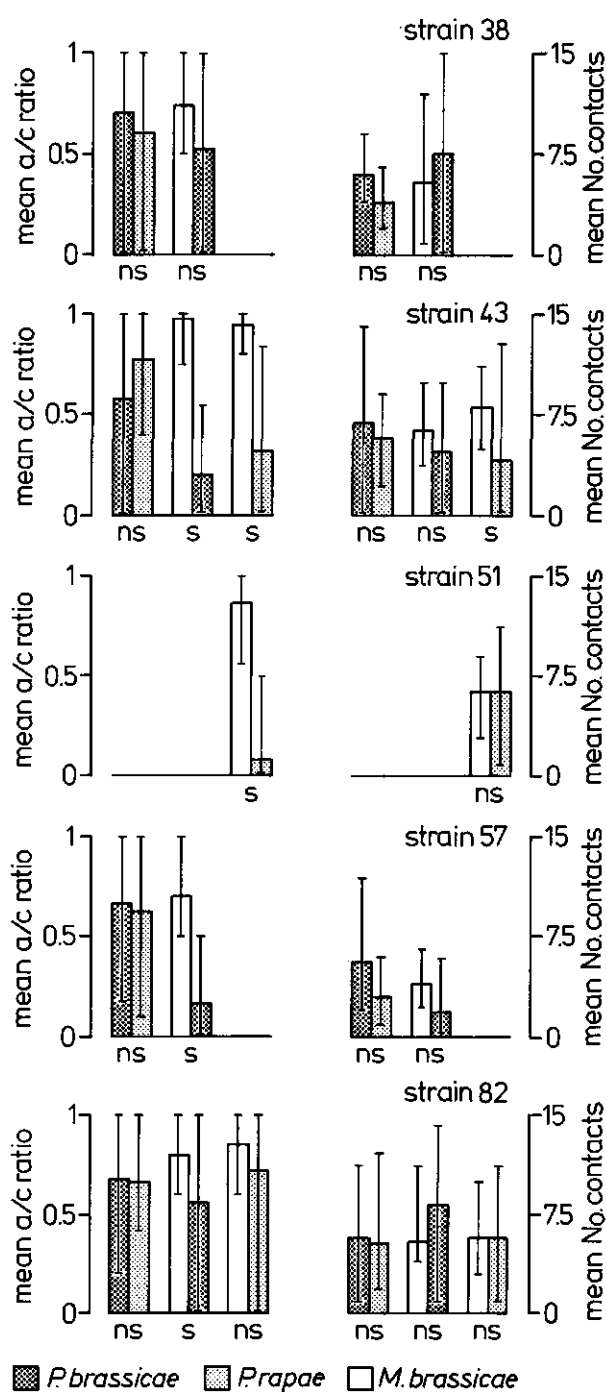 strain 38
mean a/c ratio
1
0.5
0
ns ns
ns ns
15
7.5
0
mean No. contacts
strain 43
mean a/c ratio
1
0.5
0
ns s s
ns ns s
15
7.5
0
mean No. contacts
strain 51
mean a/c ratio
1
0.5
0
s
ns
15
7.5
0
mean No. contacts
strain 57
mean a/c ratio
1
0.5
0
ns s
ns ns
15
7.5
0
mean No. contacts
strain 82
mean a/c ratio
1
0.5
0
ns s ns
ns ns ns
15
7.5
0
mean No. contacts
P. brassicae P. rapae M. brassicae